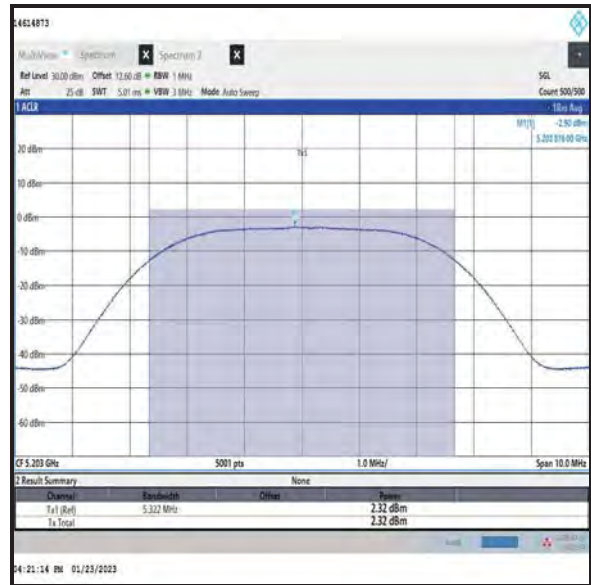 14614873
MultiView Spectrum X Spectrum 2 X
Ref Level 30.00 dBm Offset 12.60 dB RBW 1 MHz SGL
Att 25 dB SWT 5.01 ms VBW 3 MHz Mode Auto Sweep Count 500/500
1 ACLR
M1[1] -2.90 dBm
GHz
20 dBm
Tx1
10 dBm
0 dBm
-10 dBm
-20 dBm
-30 dBm
-40 dBm
-50 dBm
-60 dBm
CF 5.203 GHz 5001 pts 1.0 MHz/ Span 10.0 MHz
2 Result Summary None
Channel Bandwidth Offset Power
Tx1 (Ref) 5.322 MHz 2.32 dBm
Tx Total 2.32 dBm
04:21:14 PM 01/23/2023